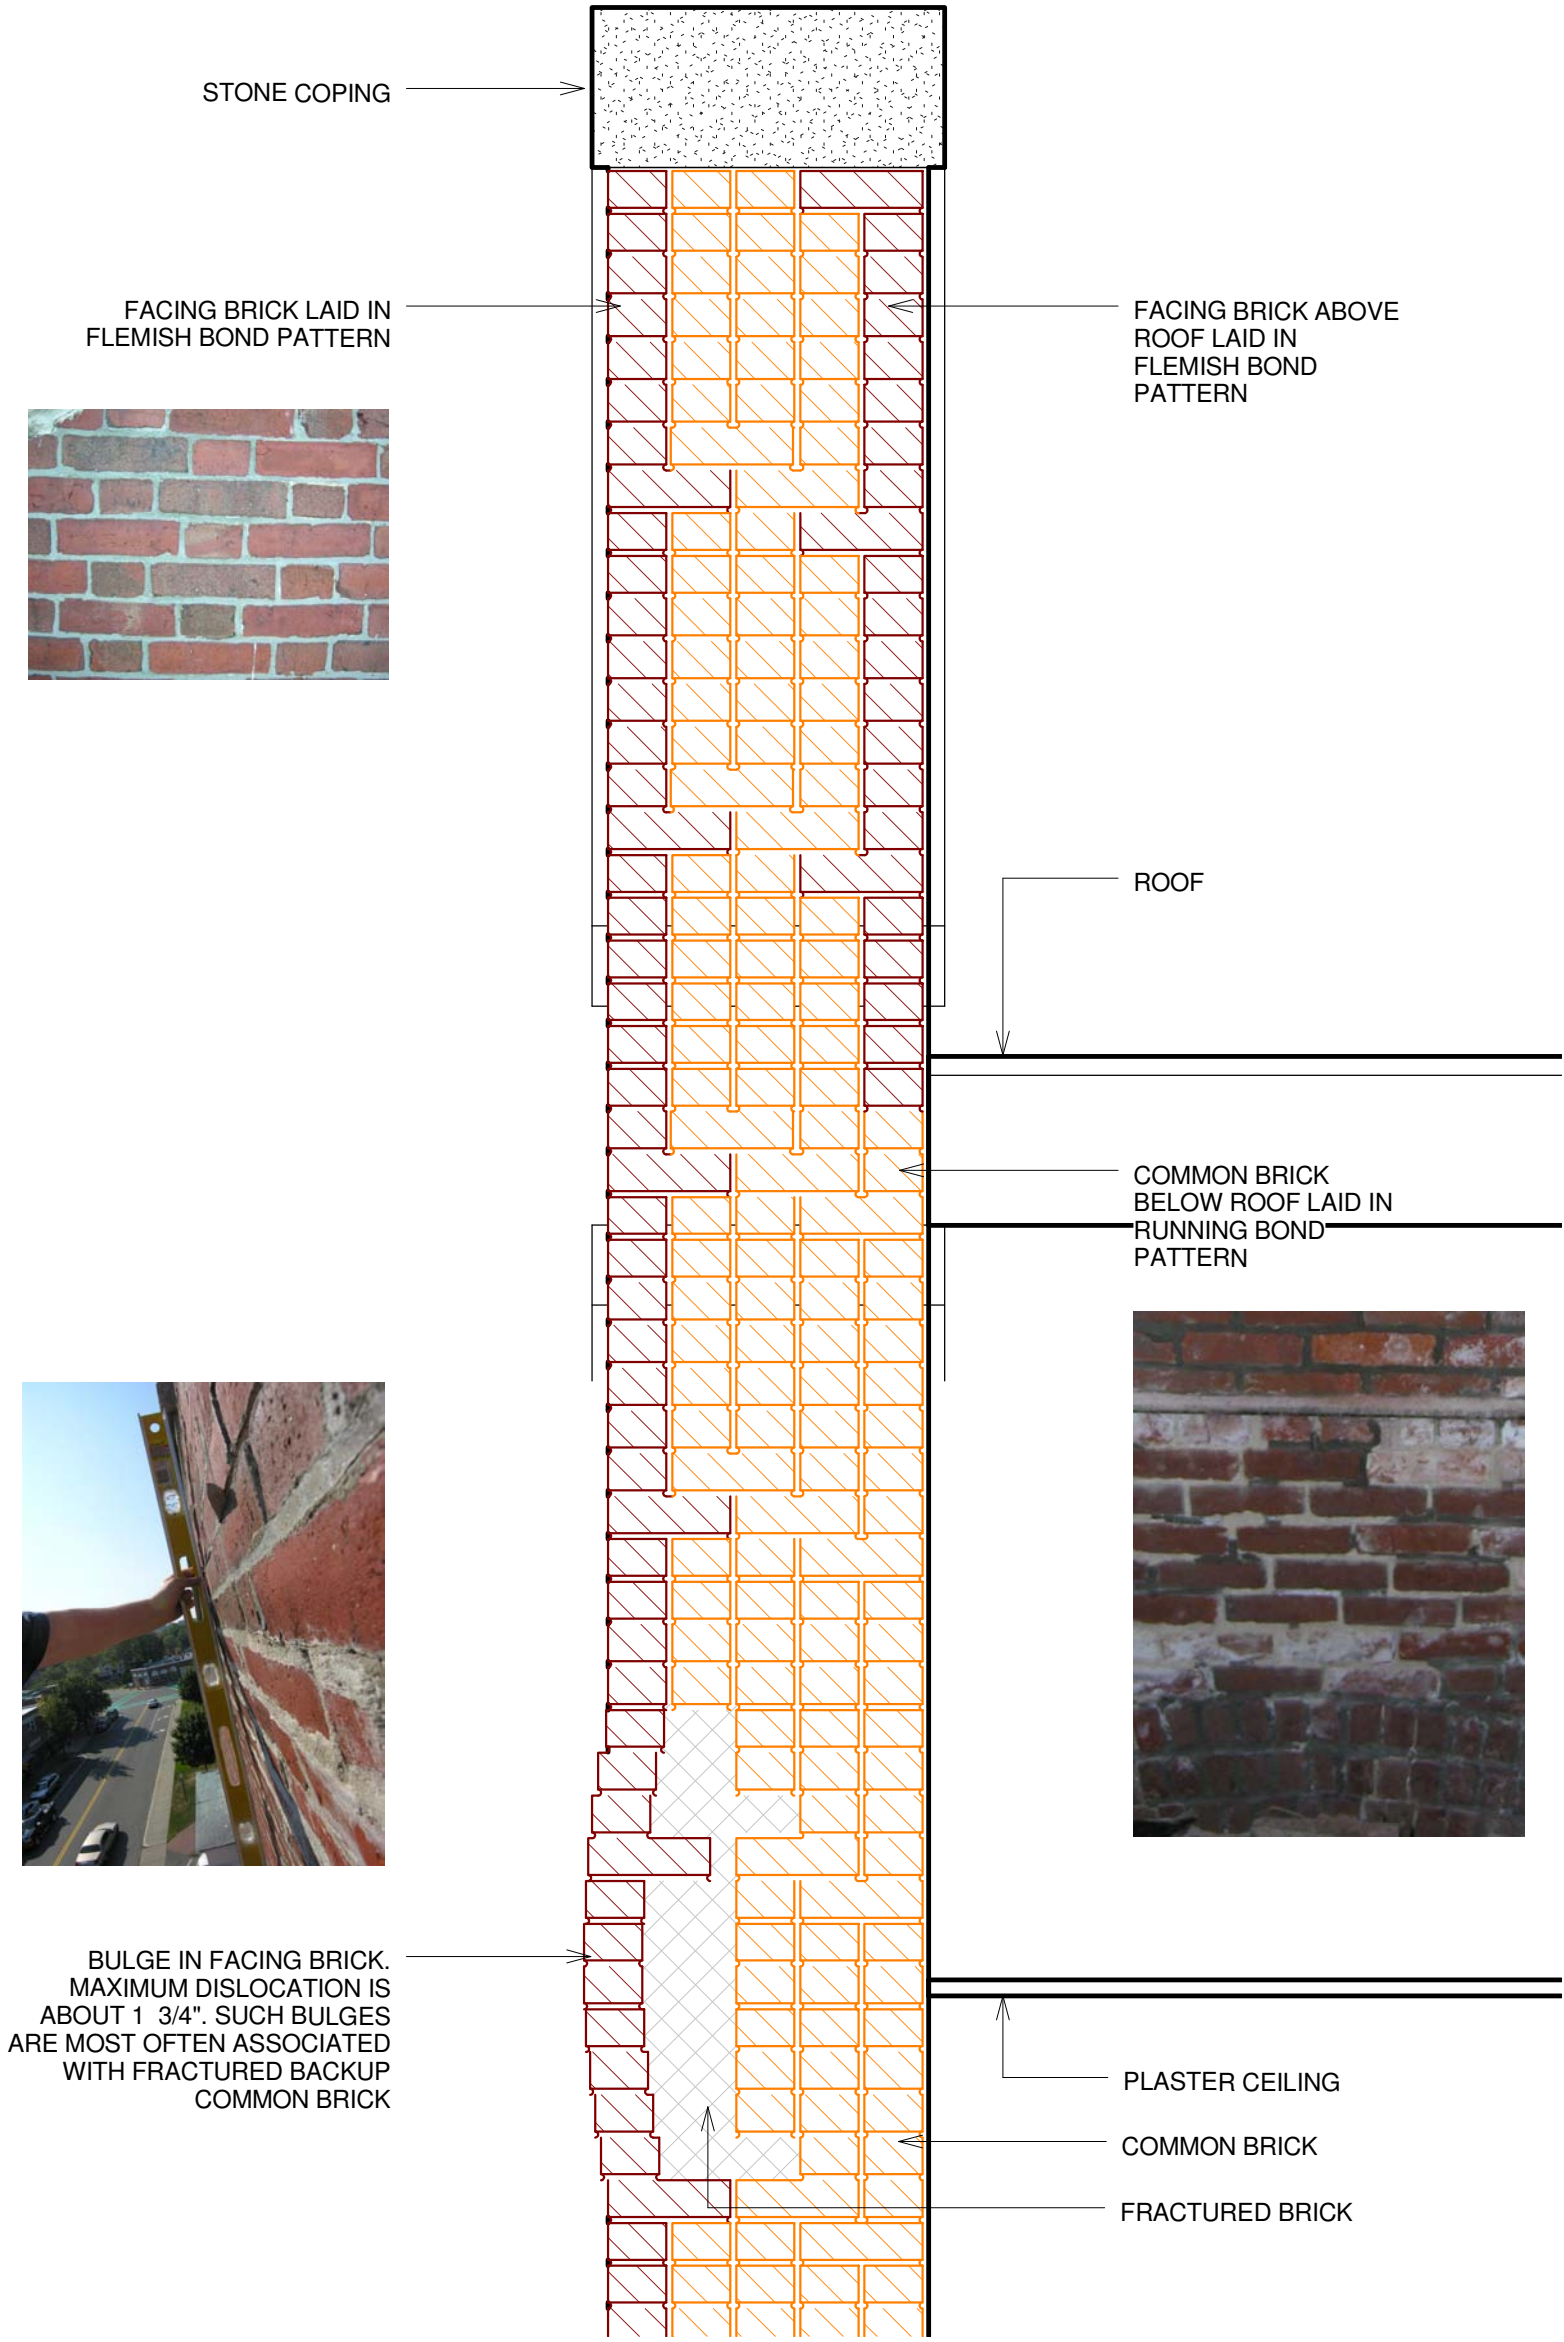 STONE COPING
FACING BRICK LAID IN
FLEMISH BOND PATTERN
FACING BRICK ABOVE
ROOF LAID IN
FLEMISH BOND
PATTERN
ROOF
COMMON BRICK
BELOW ROOF LAID IN
RUNNING BOND
PATTERN
BULGE IN FACING BRICK.
MAXIMUM DISLOCATION IS
ABOUT 1 3/4". SUCH BULGES
ARE MOST OFTEN ASSOCIATED
WITH FRACTURED BACKUP
COMMON BRICK
PLASTER CEILING
COMMON BRICK
FRACTURED BRICK